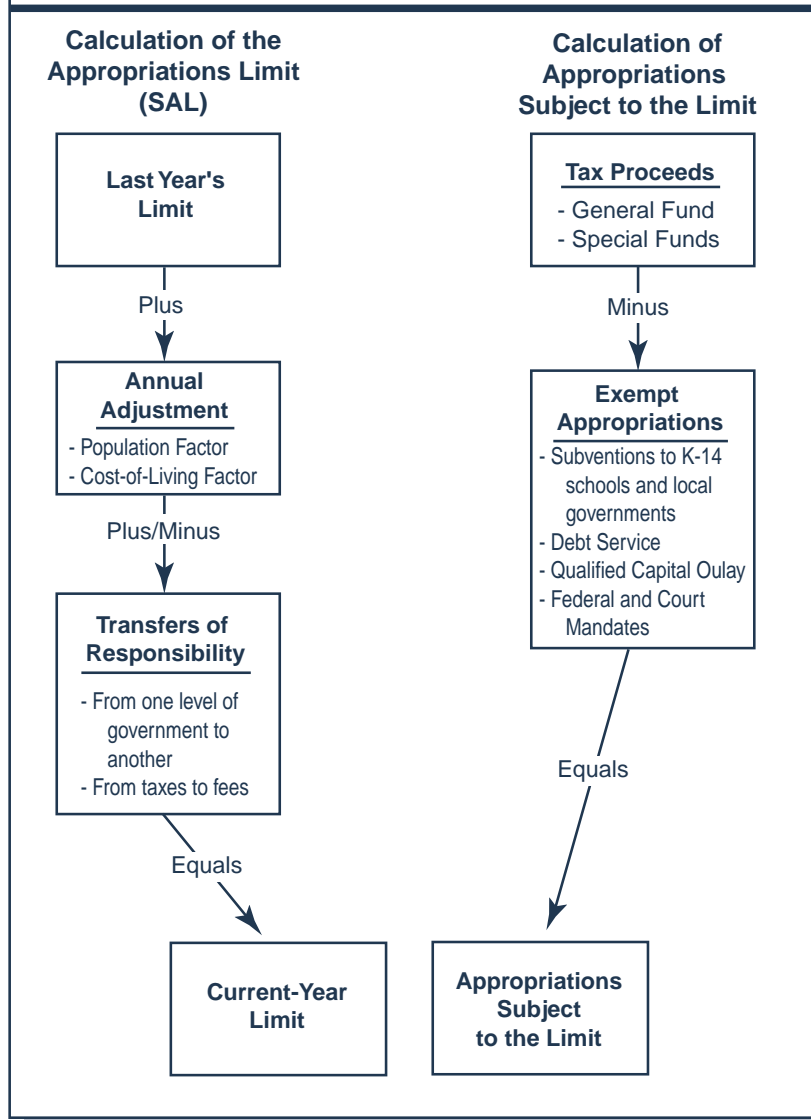 Calculation of the
Appropriations Limit
(SAL)
Last Year's
Limit
Plus
Annual
Adjustment
- Population Factor
- Cost-of-Living Factor
Plus/Minus
Transfers of
Responsibility
- From one level of
government to
another
- From taxes to fees
Equals
Current-Year
Limit
Calculation of
Appropriations
Subject to the Limit
Tax Proceeds
- General Fund
- Special Funds
Minus
Exempt
Appropriations
- Subventions to K-14
schools and local
governments
- Debt Service
- Qualified Capital Oulay
- Federal and Court
Mandates
Equals
Appropriations
Subject
to the Limit